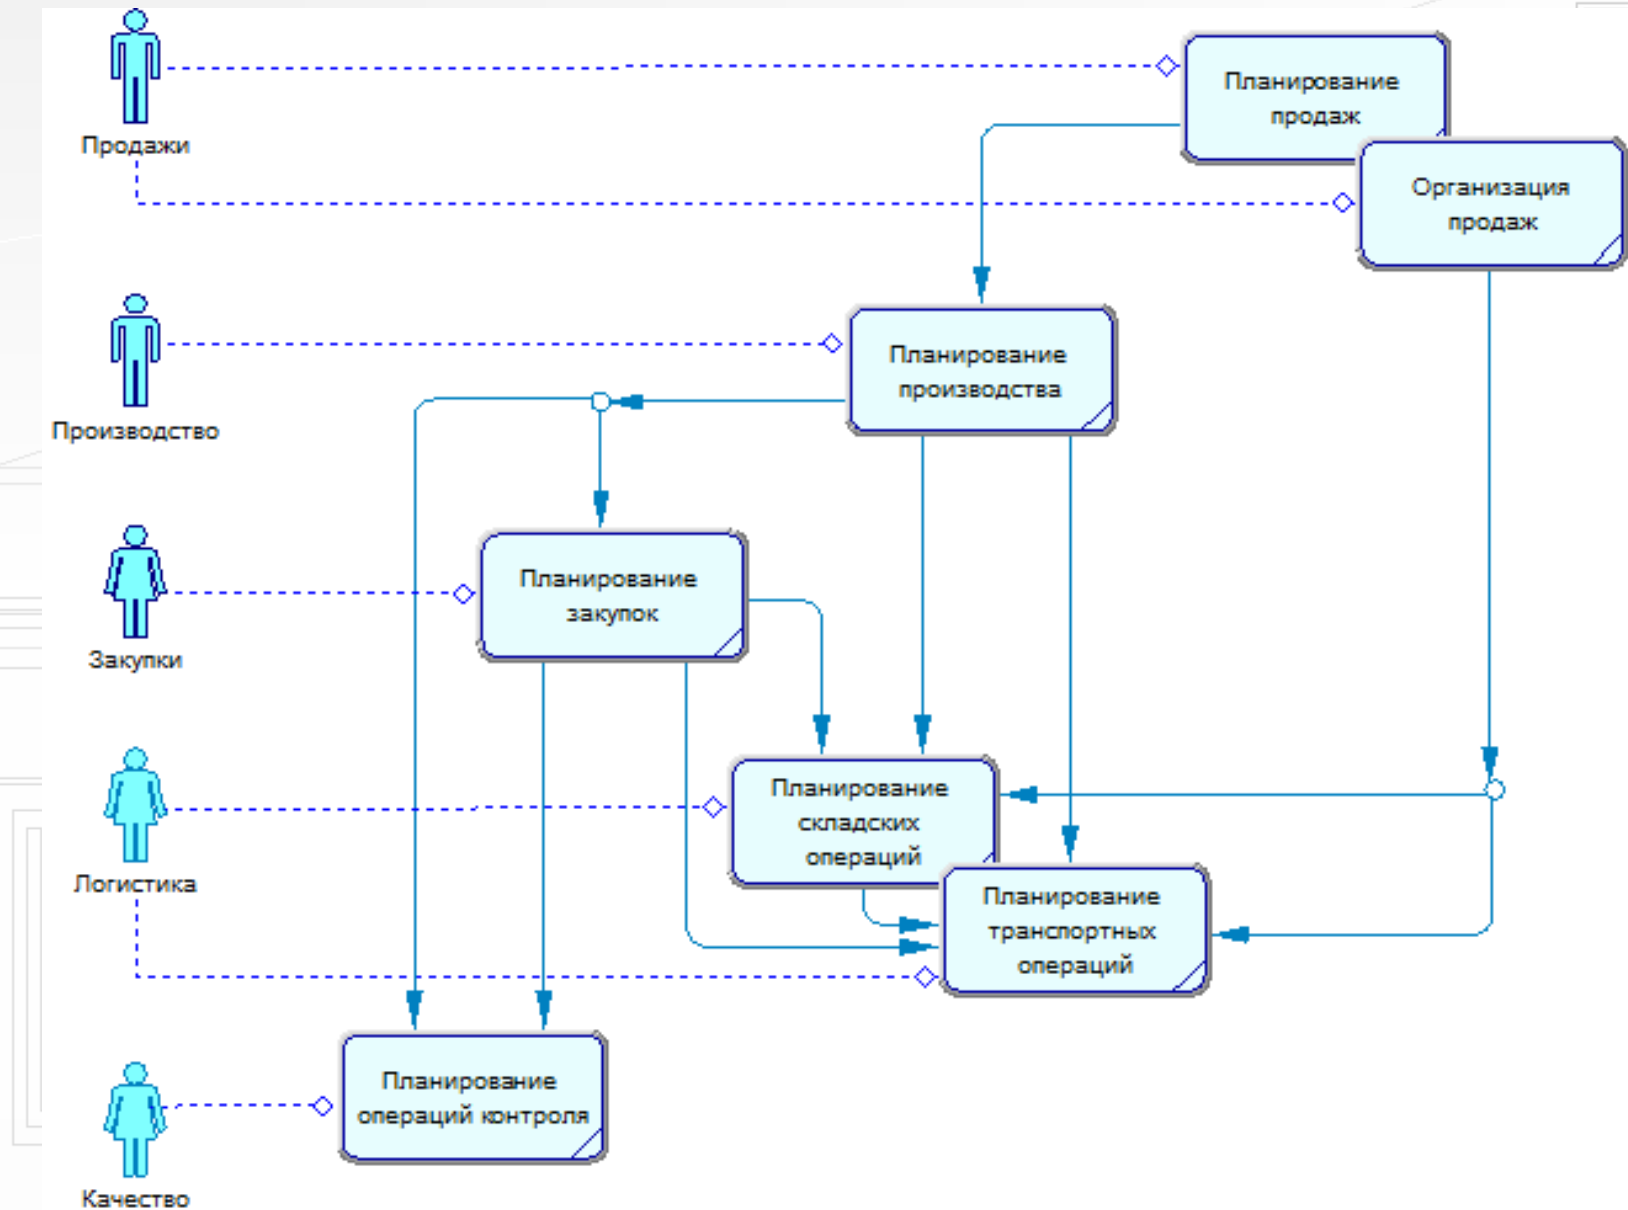 Планирование
продаж
Продажи
Организация
продаж
Планирование
производства
Производство
Планирование
закупок
Закупки
Планирование
складских
операций
Логистика
Планирование
транспортных
операций
Планирование
операций контроля
Качество